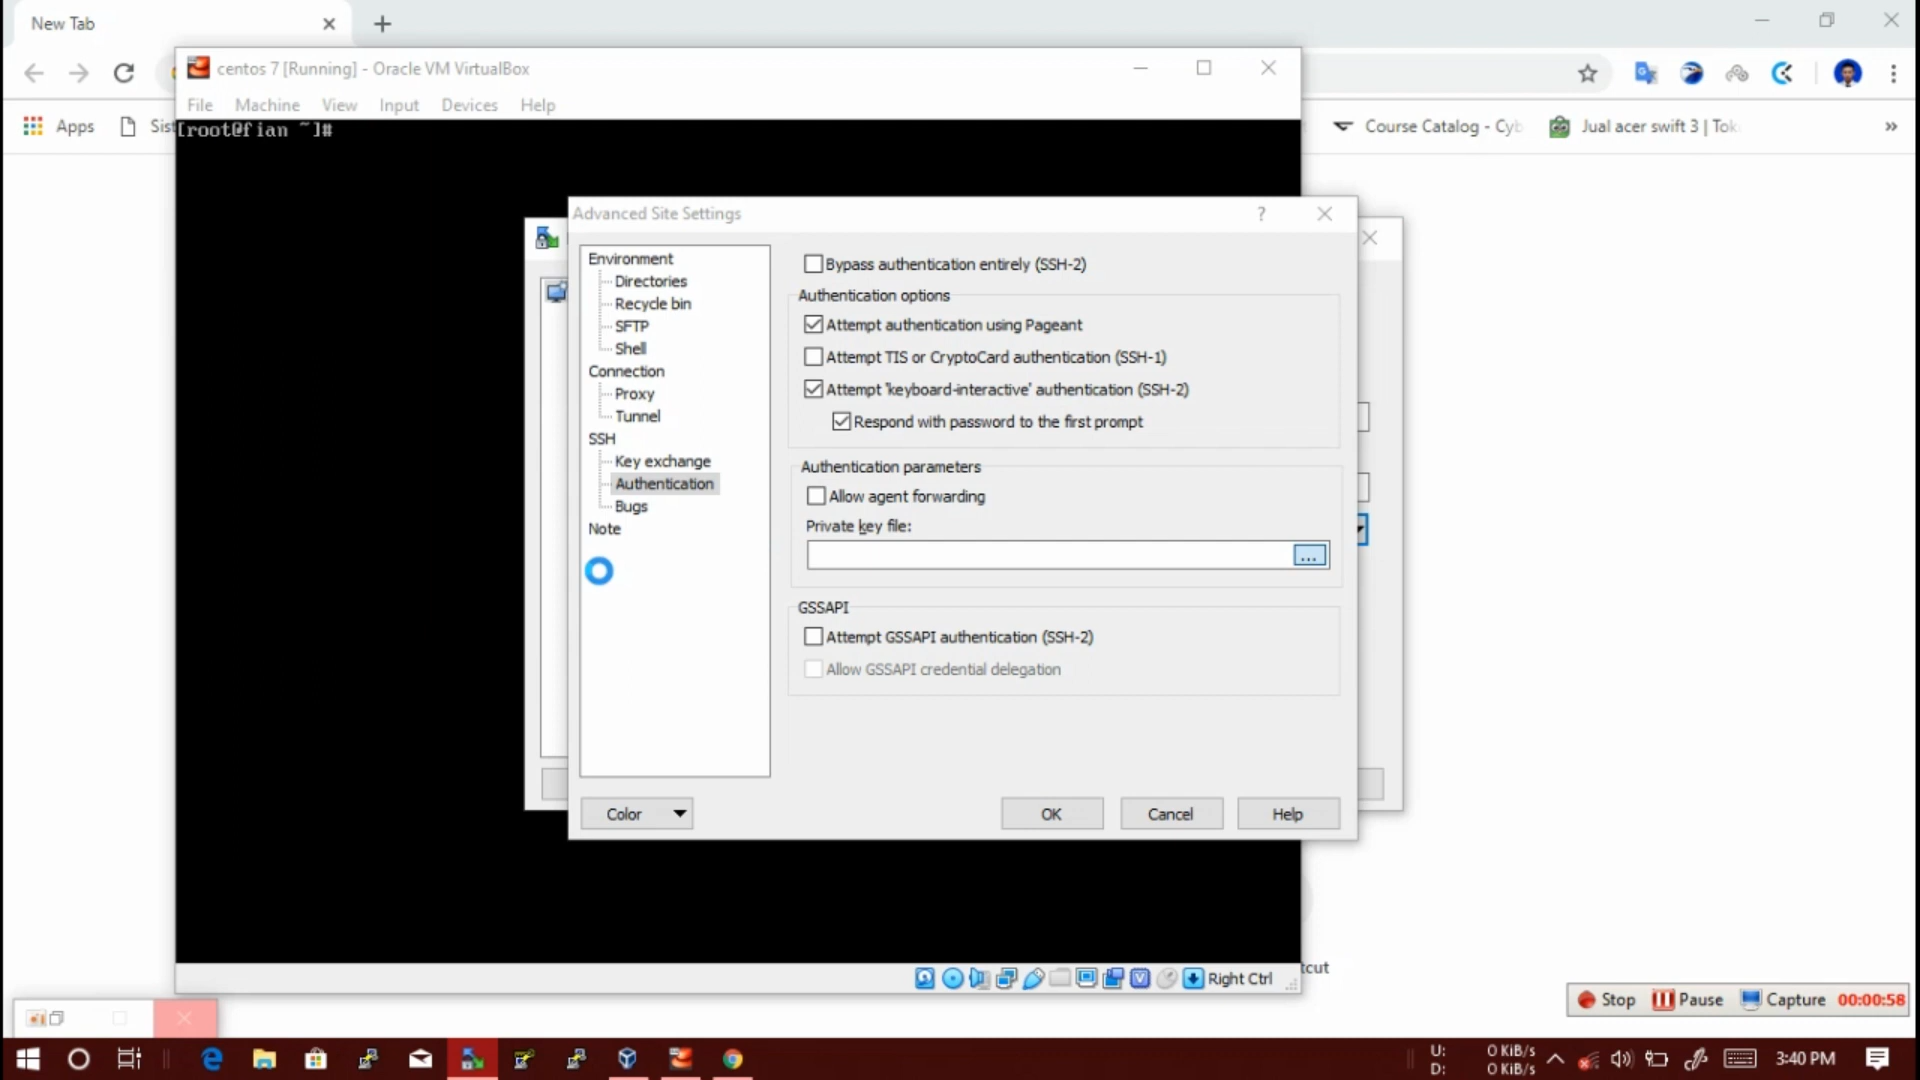 New Tab
centos 7 [Running] - Oracle VM VirtualBox
File Machine View Input Devices Help
Apps
Sist
Course Catalog - Cyb
Jual acer swift 3 | Tok
»
[root@fian ~]#
Advanced Site Settings
?
Environment
Directories
Recycle bin
SFTP
Shell
Connection
Proxy
Tunnel
SSH
Key exchange
Authentication
Bugs
Note
Bypass authentication entirely (SSH-2)
Authentication options
Attempt authentication using Pageant
Attempt TIS or CryptoCard authentication (SSH-1)
Attempt 'keyboard-interactive' authentication (SSH-2)
Respond with password to the first prompt
Authentication parameters
Allow agent forwarding
Private key file:
...
GSSAPI
Attempt GSSAPI authentication (SSH-2)
Allow GSSAPI credential delegation
Color OK Cancel Help
tcut
Right Ctrl
Stop Pause Capture 00:00:58
U: 0 KiB/s
D: 0 KiB/s
3:40 PM